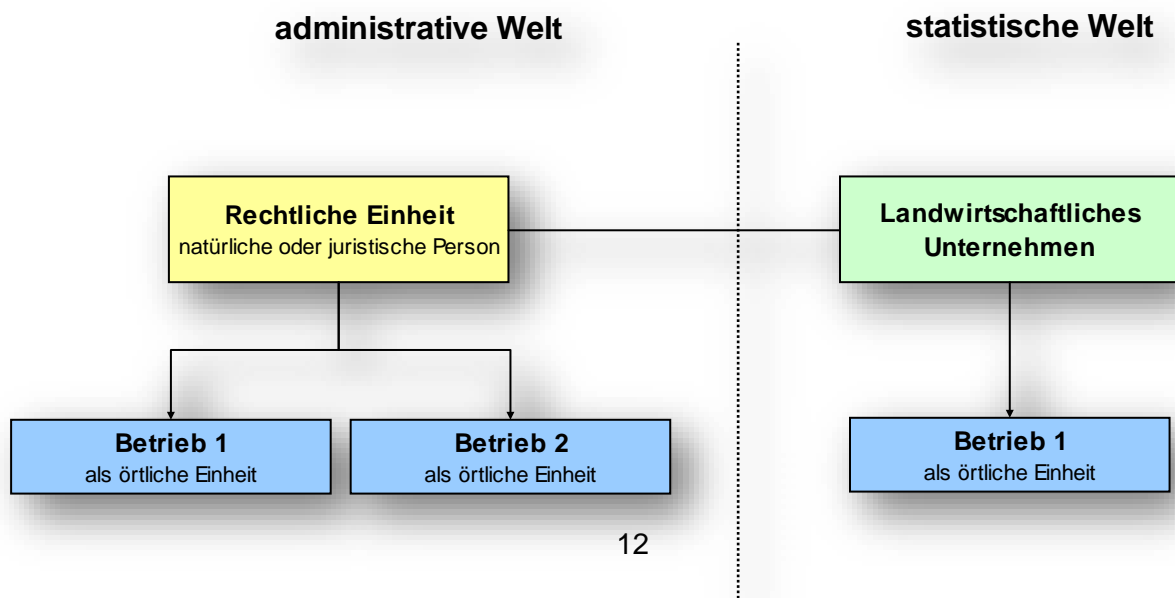 administrative Welt
statistische Welt
Rechtliche Einheit
natürliche oder juristische Person
Landwirtschaftliches
Unternehmen
Betrieb 1
als örtliche Einheit
Betrieb 2
als örtliche Einheit
Betrieb 1
als örtliche Einheit
12